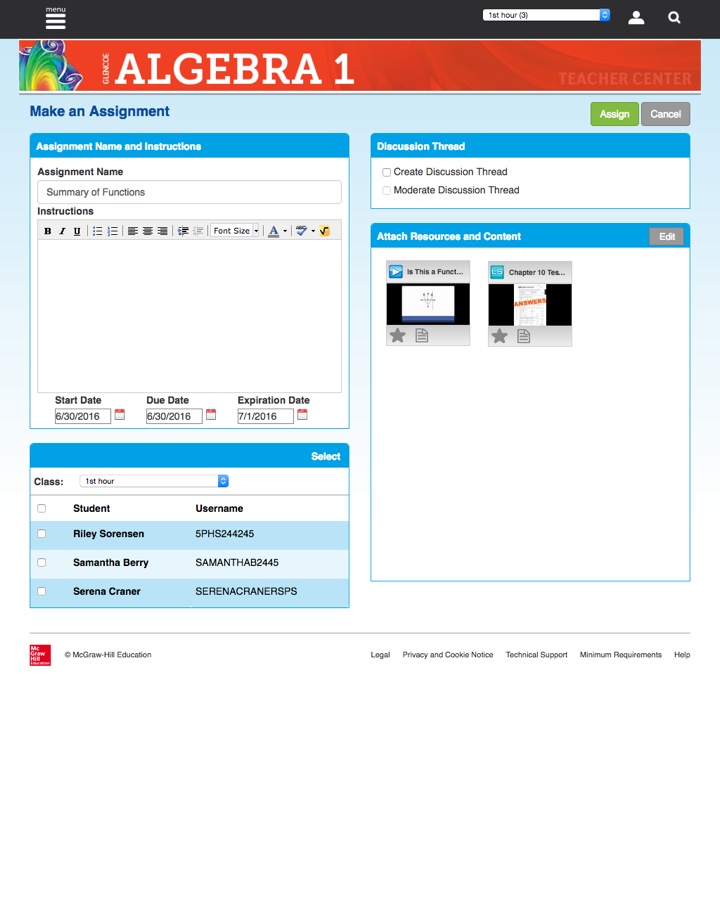 menu
1st hour (3)
GLENCOE
ALGEBRA 1
TEACHER CENTER
Make an Assignment
Assign
Cancel
Assignment Name and Instructions
Assignment Name
Summary of Functions
Instructions
B I U
Font Size
A
Start Date
Due Date
Expiration Date
6/30/2016
6/30/2016
7/1/2016
Select
Class:
1st hour
Student
Username
Riley Sorensen
5PHS244245
Samantha Berry
SAMANTHAB2445
Serena Craner
SERENACRANERSPS
Discussion Thread
Create Discussion Thread
Moderate Discussion Thread
Attach Resources and Content
Edit
Is This a Funct...
Chapter 10 Tes...
ANSWERS
Mc
Graw
Hill
Education
© McGraw-Hill Education
Legal
Privacy and Cookie Notice
Technical Support
Minimum Requirements
Help